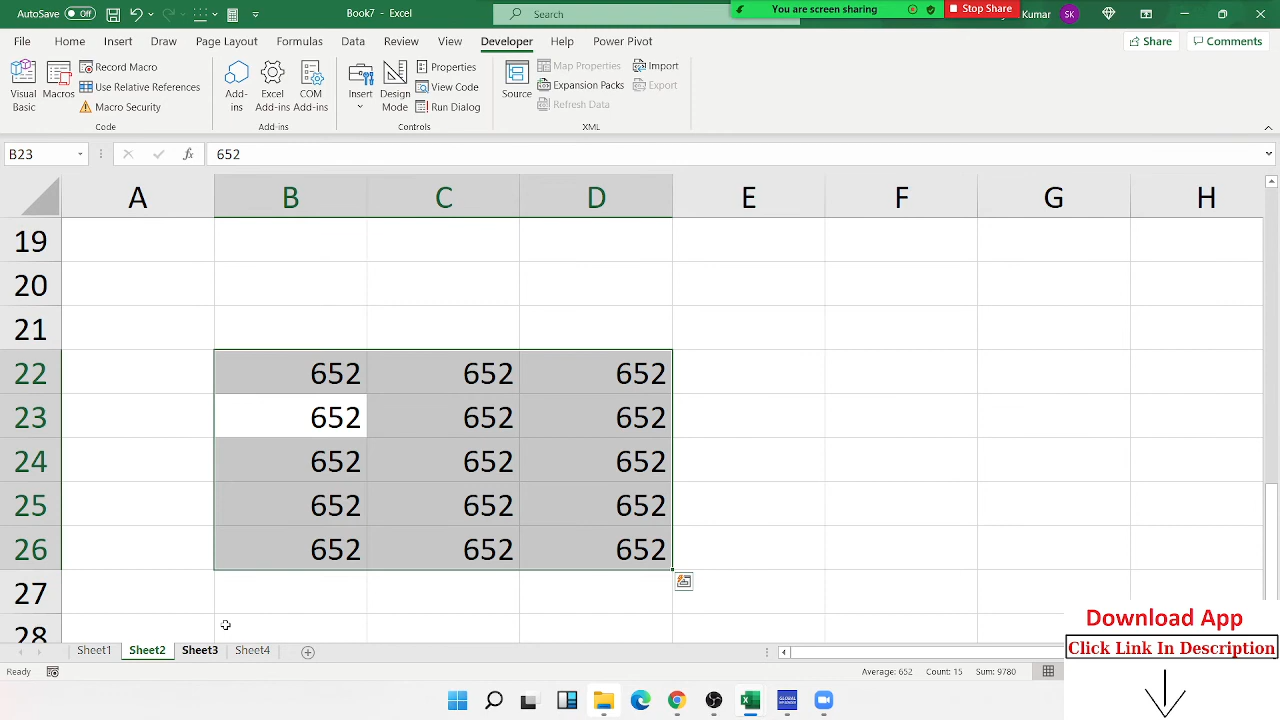 AutoSave Off Book7 - Excel Search You are screen sharing Stop Share Kumar SK
File Home Insert Draw Page Layout Formulas Data Review View Developer Help Power Pivot Share Comments
Visual Basic Macros Record Macro Use Relative References Macro Security
Add-ins Excel Add-ins COM Add-ins
Insert Design Mode Properties View Code Run Dialog
Source Map Properties Expansion Packs Refresh Data Import Export
Code Add-ins Controls XML
B23 fx 652
A B C D E F G H
19
20
21
22 652 652 652
23 652 652 652
24 652 652 652
25 652 652 652
26 652 652 652
27
28
Download App
Click Link In Description
Sheet1 Sheet2 Sheet3 Sheet4
Ready Average: 652 Count: 15 Sum: 9780